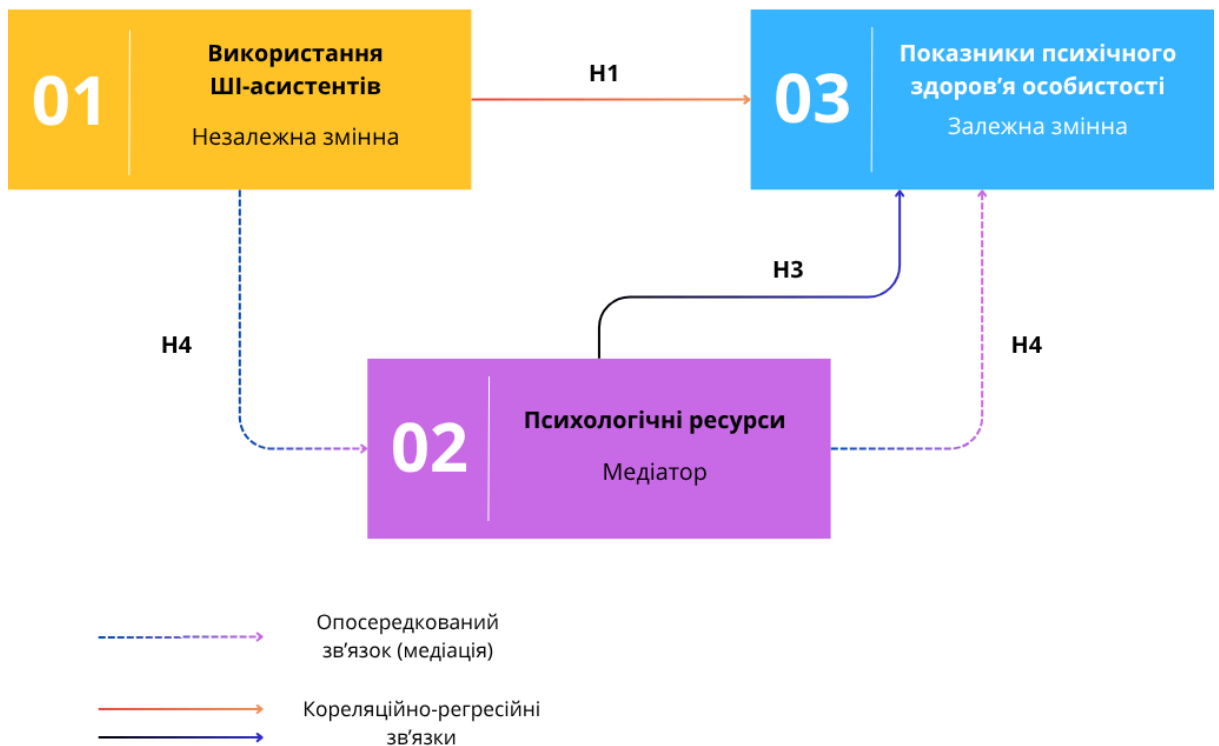 01
Використання
ШІ-асистентів
Незалежна змінна
H1
03
Показники психічного
здоров’я особистості
Залежна змінна
H3
H4
H4
02
Психологічні ресурси
Медіатор
Опосередкований
зв’язок (медіація)
Кореляційно-регресійні
зв’язки